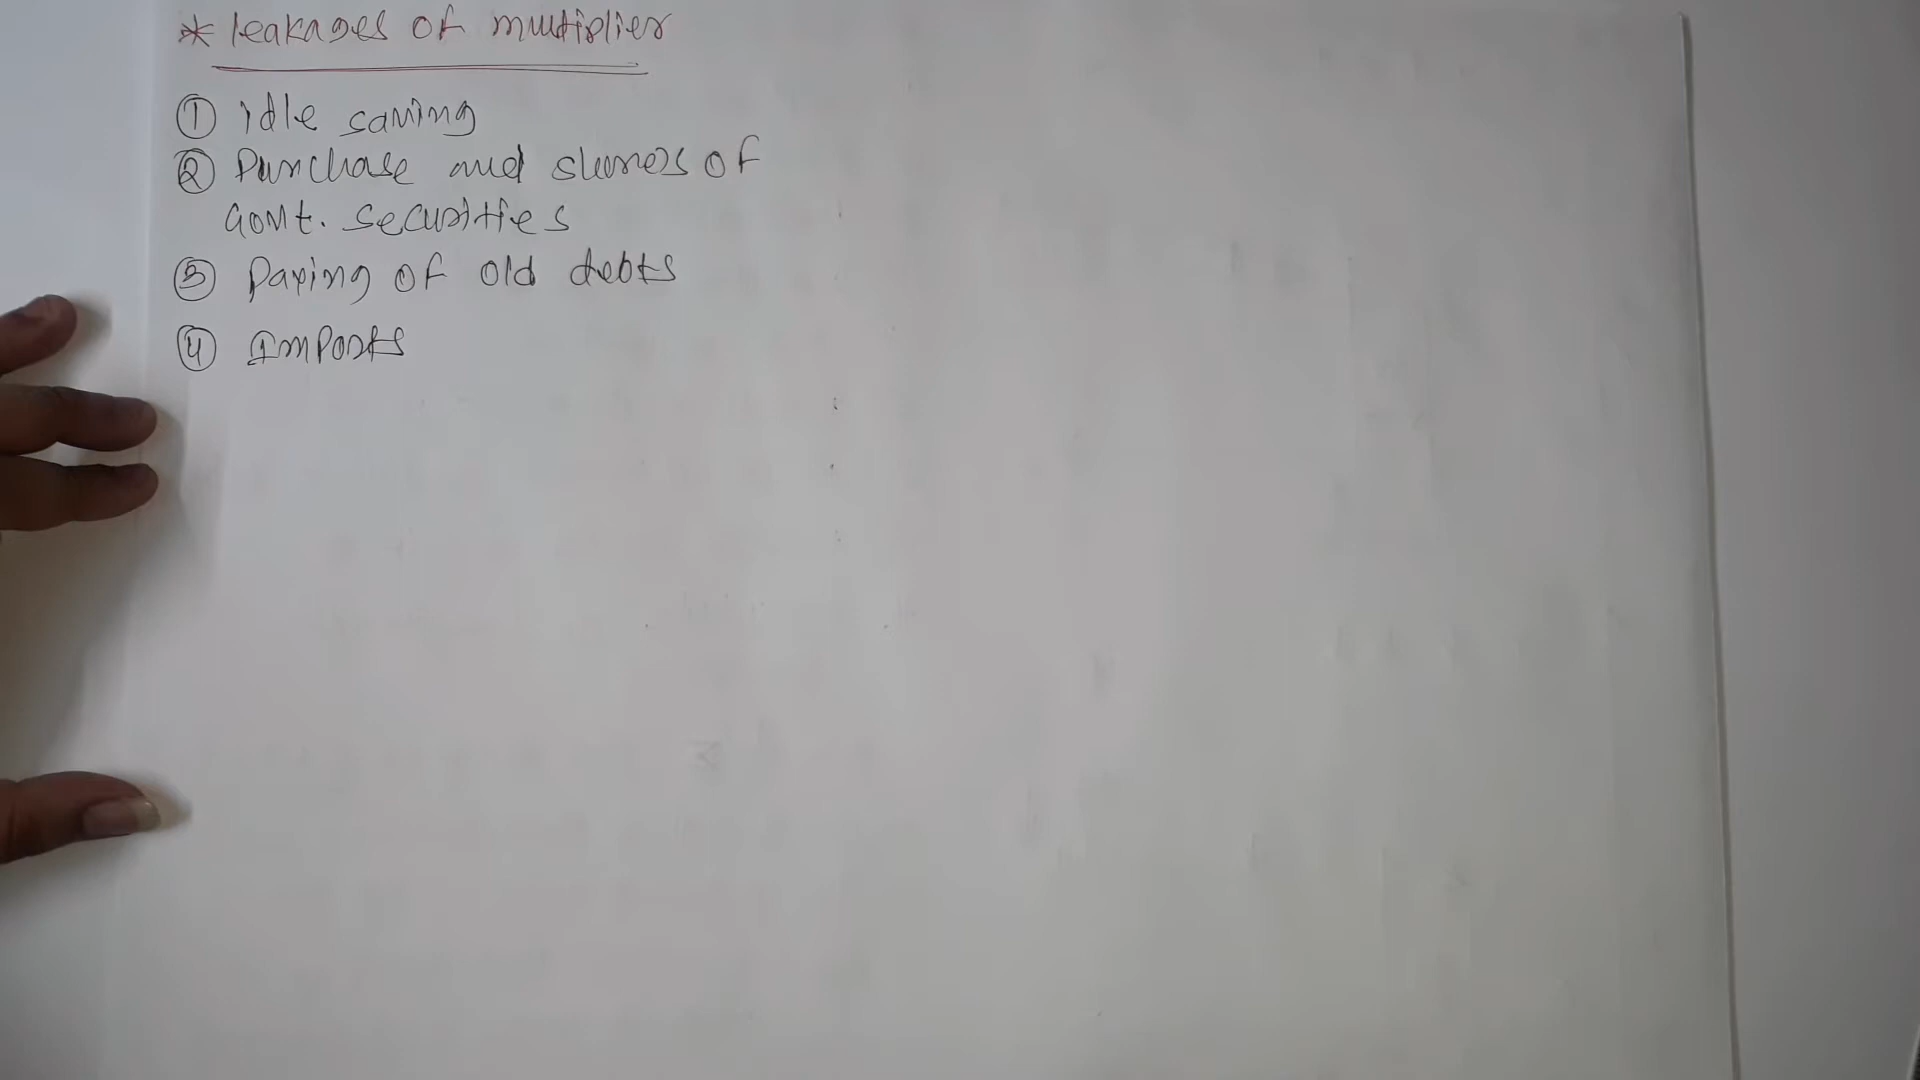 * leakages of multiplier
① idle saving
② Purchase and shares of
Govt. securities
③ Paying of old debts
④ Imports